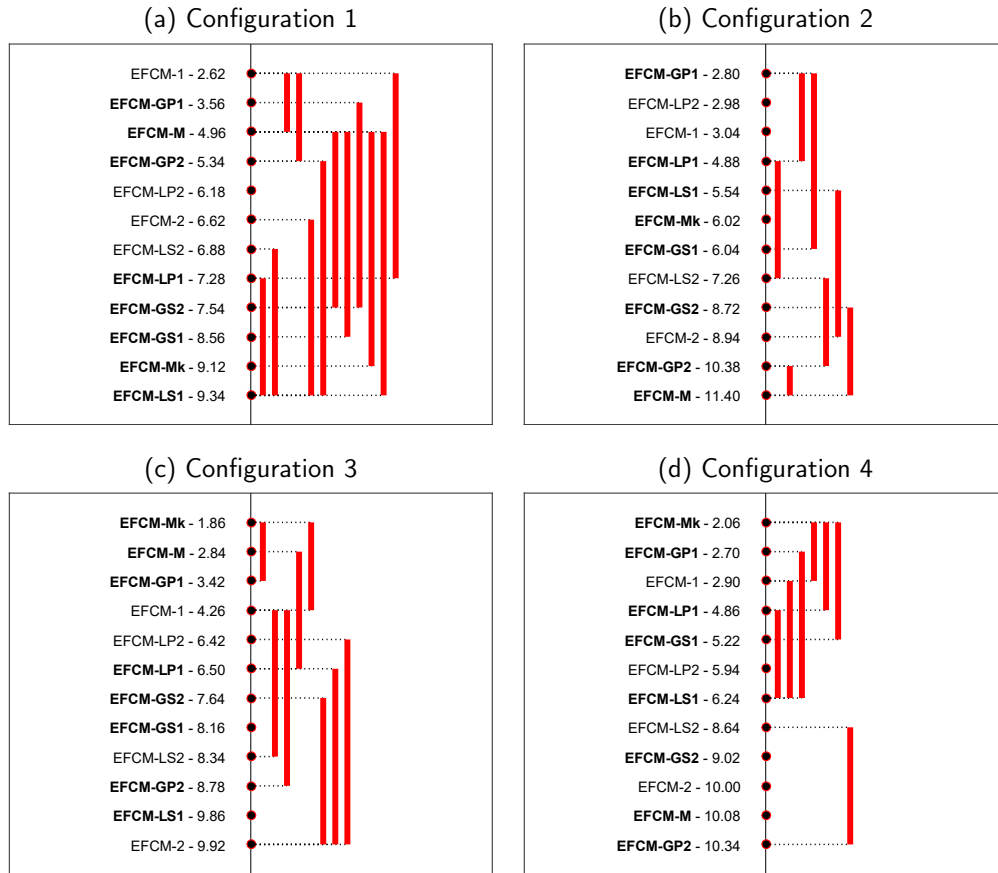 (a) Configuration 1
EFCM-1 - 2.62
EFCM-GP1 - 3.56
EFCM-M - 4.96
EFCM-GP2 - 5.34
EFCM-LP2 - 6.18
EFCM-2 - 6.62
EFCM-LS2 - 6.88
EFCM-LP1 - 7.28
EFCM-GS2 - 7.54
EFCM-GS1 - 8.56
EFCM-Mk - 9.12
EFCM-LS1 - 9.34
(b) Configuration 2
EFCM-GP1 - 2.80
EFCM-LP2 - 2.98
EFCM-1 - 3.04
EFCM-LP1 - 4.88
EFCM-LS1 - 5.54
EFCM-Mk - 6.02
EFCM-GS1 - 6.04
EFCM-LS2 - 7.26
EFCM-GS2 - 8.72
EFCM-2 - 8.94
EFCM-GP2 - 10.38
EFCM-M - 11.40
(c) Configuration 3
EFCM-Mk - 1.86
EFCM-M - 2.84
EFCM-GP1 - 3.42
EFCM-1 - 4.26
EFCM-LP2 - 6.42
EFCM-LP1 - 6.50
EFCM-GS2 - 7.64
EFCM-GS1 - 8.16
EFCM-LS2 - 8.34
EFCM-GP2 - 8.78
EFCM-LS1 - 9.86
EFCM-2 - 9.92
(d) Configuration 4
EFCM-Mk - 2.06
EFCM-GP1 - 2.70
EFCM-1 - 2.90
EFCM-LP1 - 4.86
EFCM-GS1 - 5.22
EFCM-LP2 - 5.94
EFCM-LS1 - 6.24
EFCM-LS2 - 8.64
EFCM-GS2 - 9.02
EFCM-2 - 10.00
EFCM-M - 10.08
EFCM-GP2 - 10.34